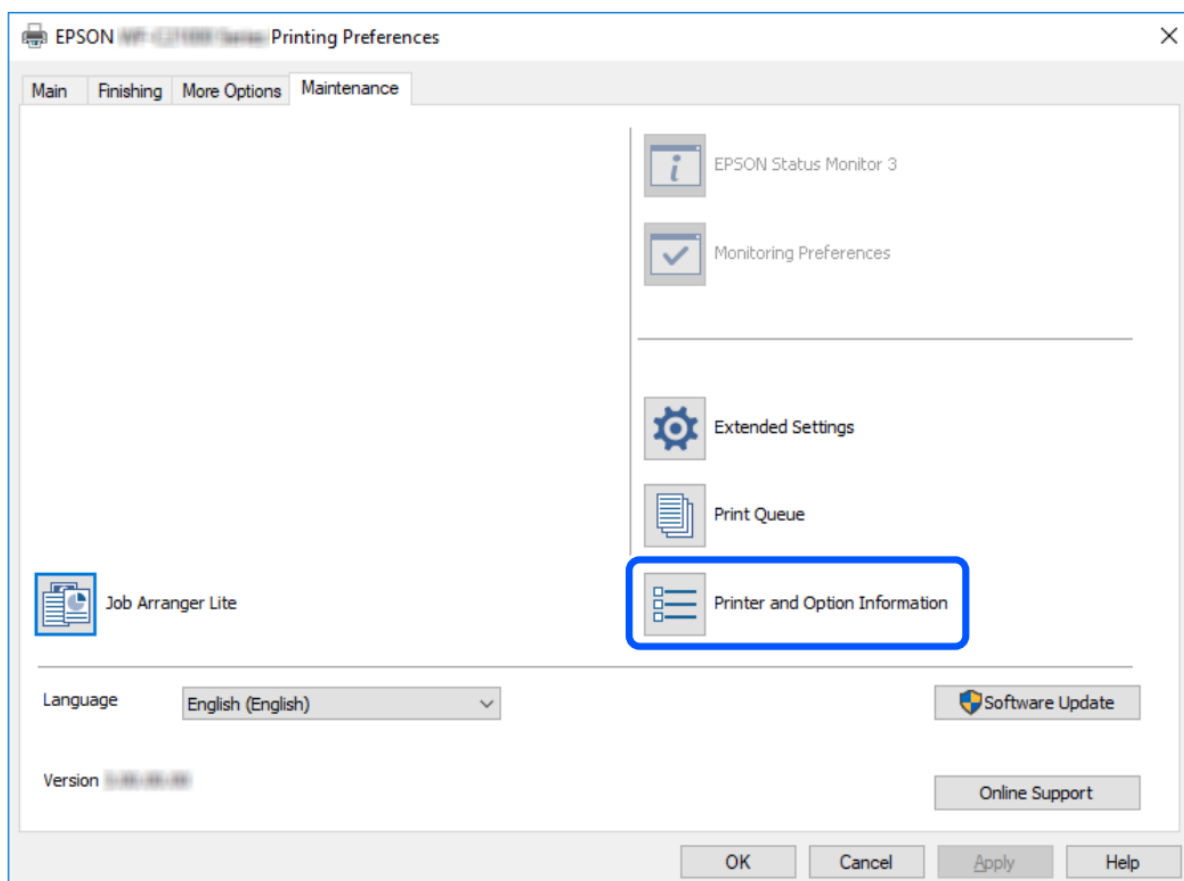 EPSON Printing Preferences
Main Finishing More Options Maintenance
EPSON Status Monitor 3
Monitoring Preferences
Extended Settings
Print Queue
Job Arranger Lite
Printer and Option Information
Language
English (English)
Software Update
Version
Online Support
OK Cancel Apply Help